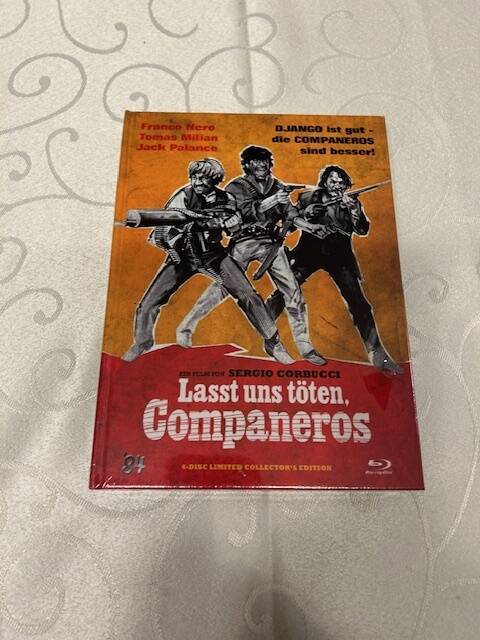 Franco Nero
Tomas Milian
Jack Palance
DJANGO ist gut -
die COMPANEROS
sind besser!
EIN FILM VON SERGIO CORBUCCI
Lasst uns töten,
Companeros
'84
4-DISC LIMITED COLLECTOR'S EDITION
Blu-ray Disc